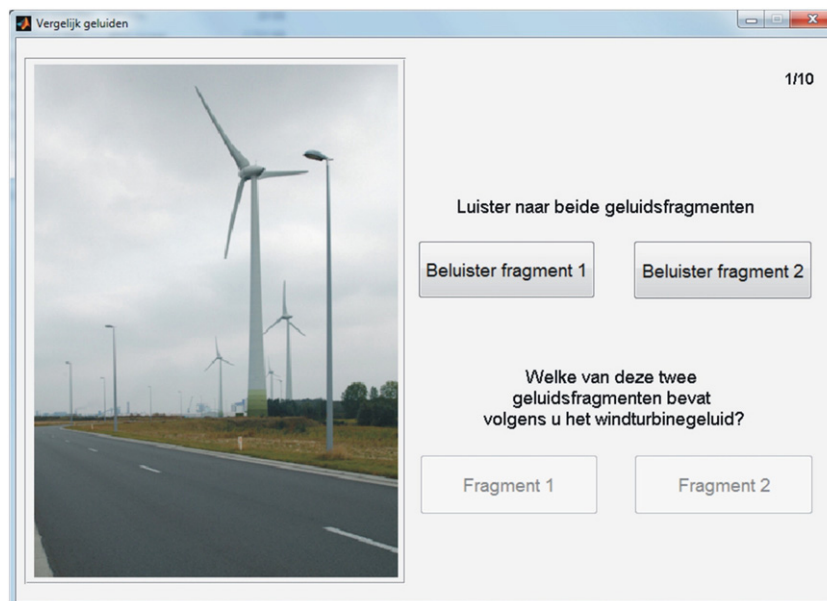 Vergelijk geluiden
1/10
Luister naar beide geluidsfragmenten
Beluister fragment 1
Beluister fragment 2
Welke van deze twee
geluidsfragmenten bevat
volgens u het windturbinegeluid?
Fragment 1
Fragment 2